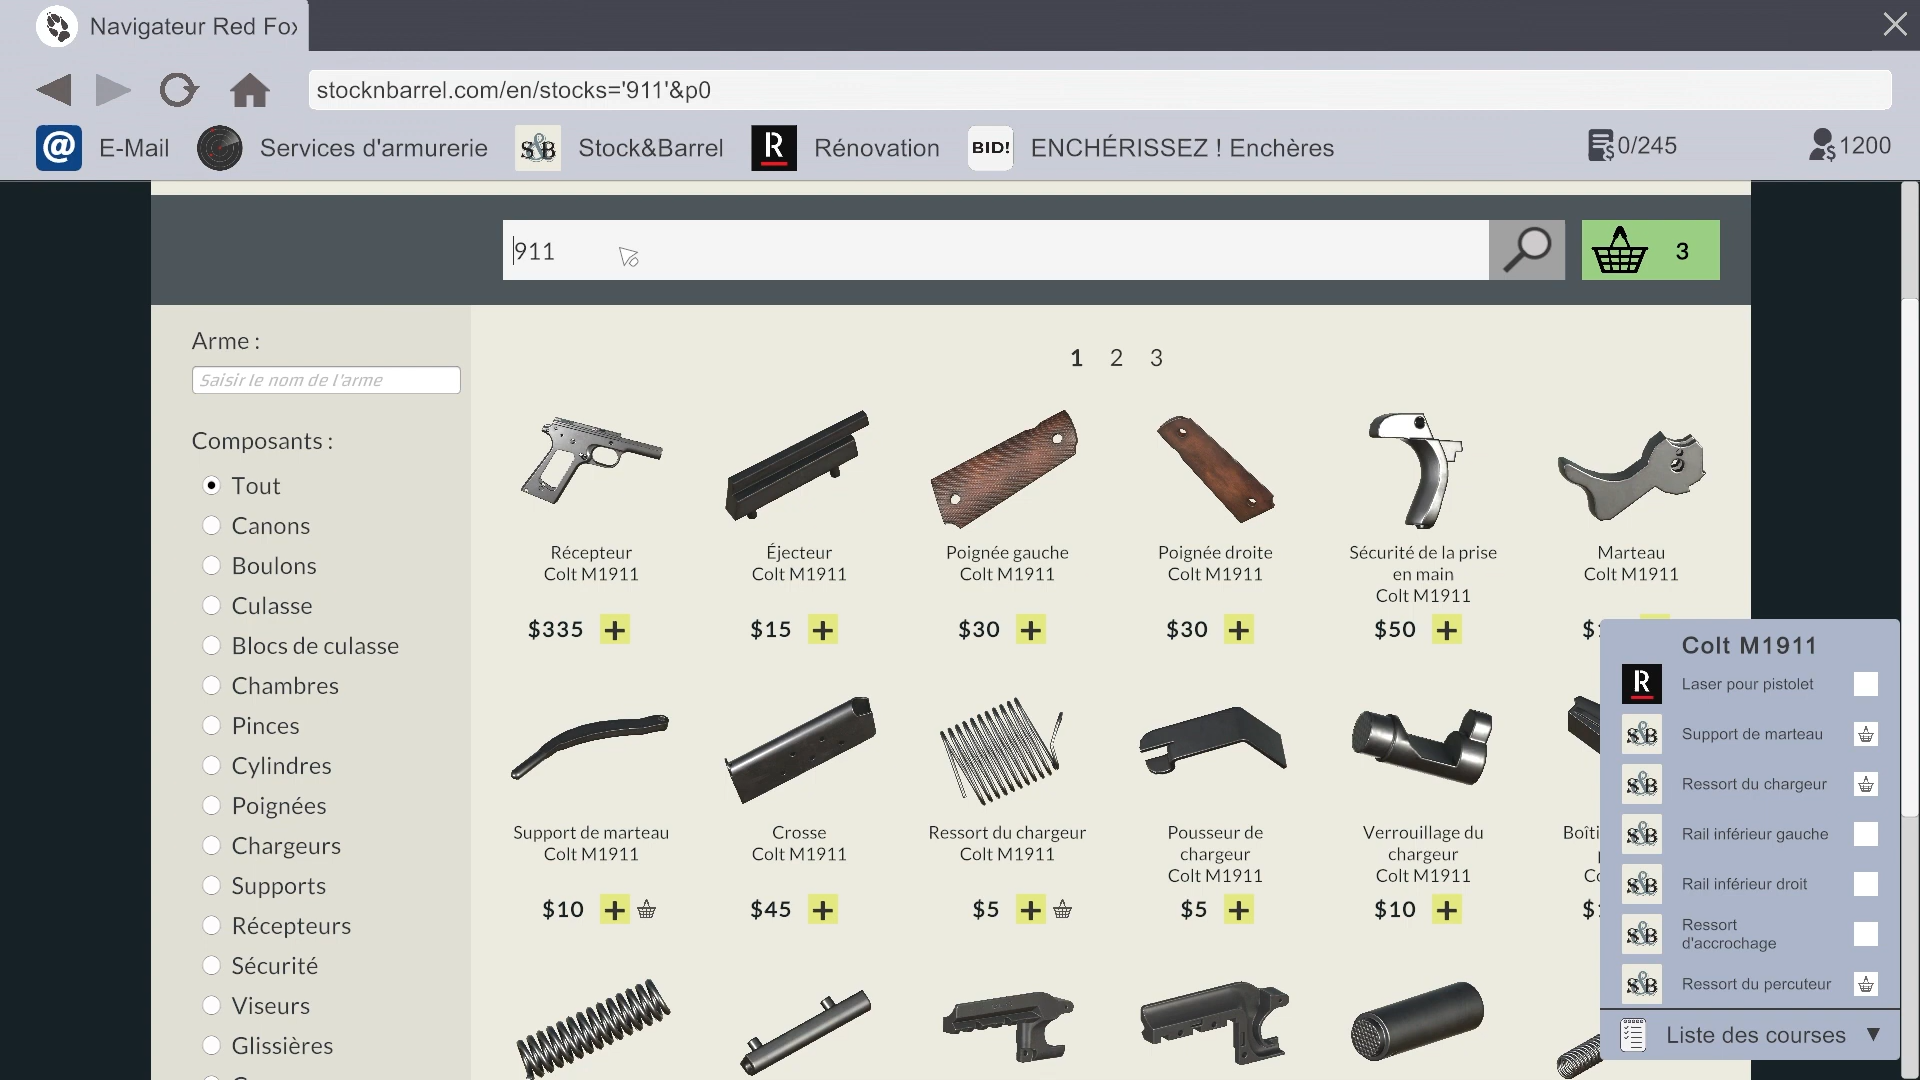 Navigateur Red Fo
stocknbarrel.com/en/stocks='911'&p0
@ E-Mail Services d'armurerie S&B Stock&Barrel R Rénovation BID! ENCHÉRISSEZ ! Enchères 0/245 1200
911
3
Arme :
Saisir le nom de l'arme
Composants :
Tout
Canons
Boulons
Culasse
Blocs de culasse
Chambres
Pinces
Cylindres
Poignées
Chargeurs
Supports
Récepteurs
Sécurité
Viseurs
Glissières
1 2 3
Récepteur
Colt M1911
$335 +
Éjecteur
Colt M1911
$15 +
Poignée gauche
Colt M1911
$30 +
Poignée droite
Colt M1911
$30 +
Sécurité de la prise
en main
Colt M1911
$50 +
Marteau
Colt M1911
Support de marteau
Colt M1911
$10 +
Crosse
Colt M1911
$45 +
Ressort du chargeur
Colt M1911
$5 +
Pousseur de
chargeur
Colt M1911
$5 +
Verrouillage du
chargeur
Colt M1911
$10 +
Colt M1911
R Laser pour pistolet
S&B Support de marteau
S&B Ressort du chargeur
S&B Rail inférieur gauche
S&B Rail inférieur droit
S&B Ressort
d'accrochage
S&B Ressort du percuteur
Liste des courses ▼